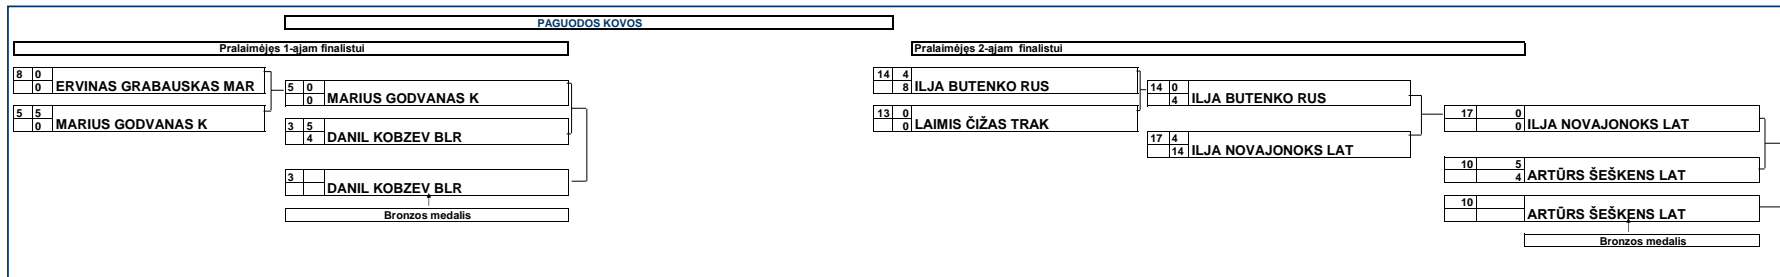 PAGUODOS KOVOS
Pralaimėjęs 1-ąjam finalistui
Pralaimėjęs 2-ąjam finalistui
8 0
0 ERVINAS GRABAUSKAS MAR
5 5
0 MARIUS GODVANAS K
5 0
0 MARIUS GODVANAS K
3 5
4 DANIL KOBZEV BLR
3
DANIL KOBZEV BLR
Bronzos medalis
14 4
8 ILJA BUTENKO RUS
13 0
0 LAIMIS ČIŽAS TRAK
14 0
4 ILJA BUTENKO RUS
17 4
14 ILJA NOVAJONOKS LAT
17 0
0 ILJA NOVAJONOKS LAT
10 5
4 ARTŪRS ŠEŠKENS LAT
10
ARTŪRS ŠEŠKENS LAT
Bronzos medalis